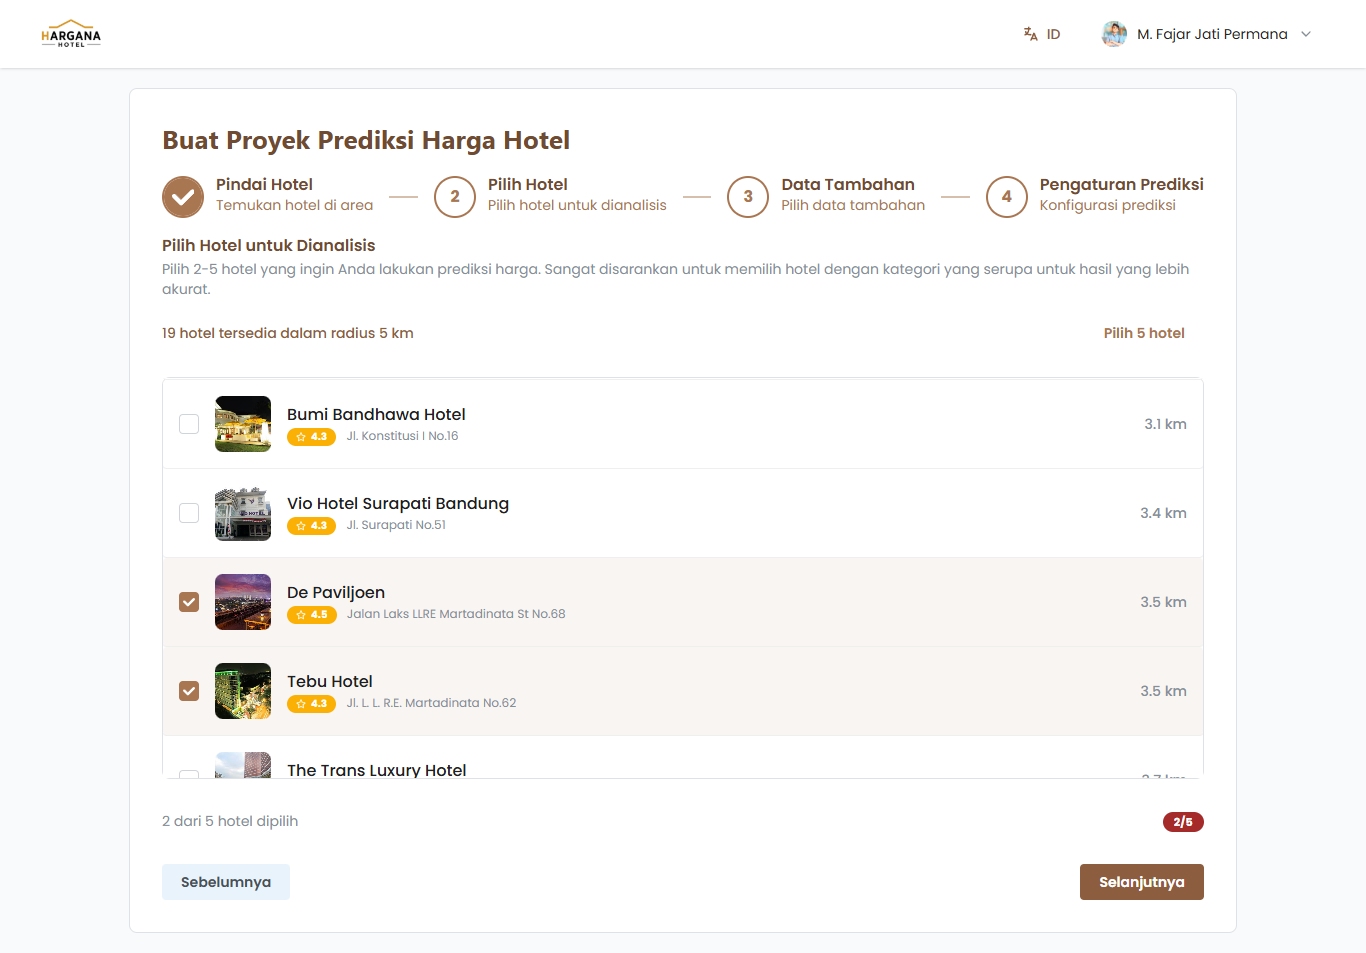 HARGANA
HOTEL
ID
M. Fajar Jati Permana
Buat Proyek Prediksi Harga Hotel
Pindai Hotel
Temukan hotel di area
2
Pilih Hotel
Pilih hotel untuk dianalisis
3
Data Tambahan
Pilih data tambahan
4
Pengaturan Prediksi
Konfigurasi prediksi
Pilih Hotel untuk Dianalisis
Pilih 2-5 hotel yang ingin Anda lakukan prediksi harga. Sangat disarankan untuk memilih hotel dengan kategori yang serupa untuk hasil yang lebih
akurat.
19 hotel tersedia dalam radius 5 km
Pilih 5 hotel
Bumi Bandhawa Hotel
4.3 Jl. Konstitusi I No.16
3.1 km
Vio Hotel Surapati Bandung
4.3 Jl. Surapati No.51
3.4 km
De Paviljoen
4.5 Jalan Laks LLRE Martadinata St No.68
3.5 km
Tebu Hotel
4.3 Jl. L. L. R.E. Martadinata No.62
3.5 km
The Trans Luxury Hotel
2 dari 5 hotel dipilih
2/5
Sebelumnya
Selanjutnya